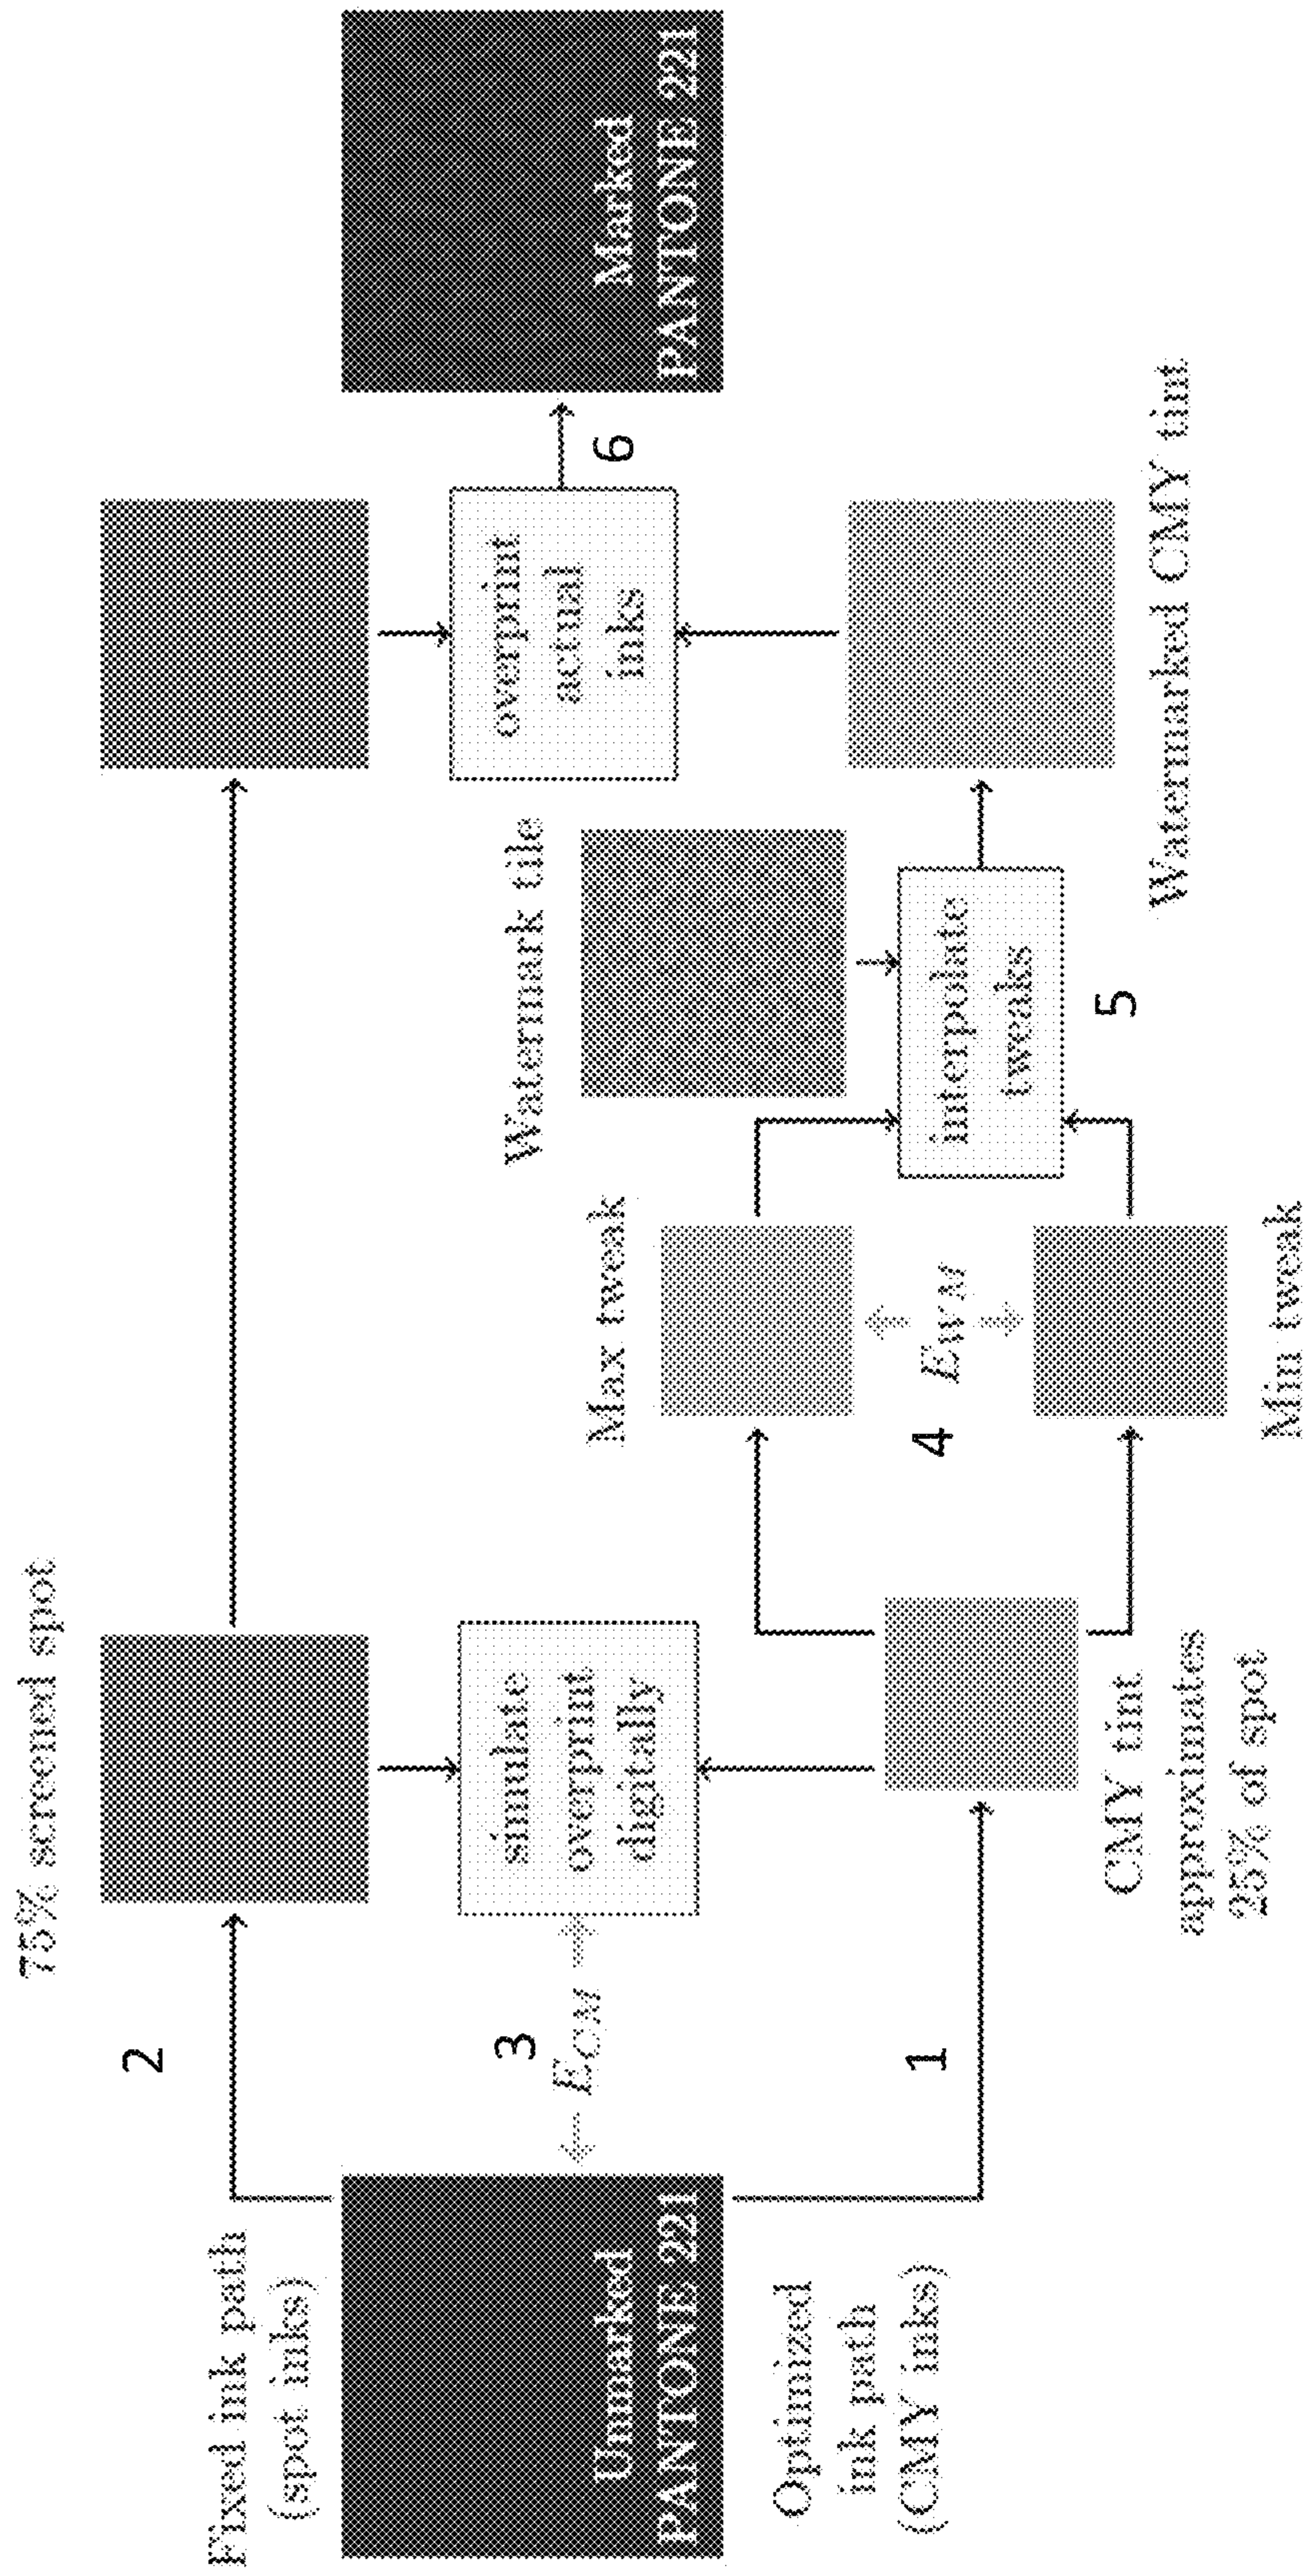 Fixed ink path
(spot inks)
2
75% screened spot
Unmarked
PANTONE 221
3
E_CM
simulate
overprint
digitally
Optimized
ink path
(CMY inks)
1
CMY tint
approximates
25% of spot
Max tweak
4
E_WM
Min tweak
Watermark tile
interpolate
tweaks
5
Watermarked CMY tint
overprint
actual
inks
6
Marked
PANTONE 221